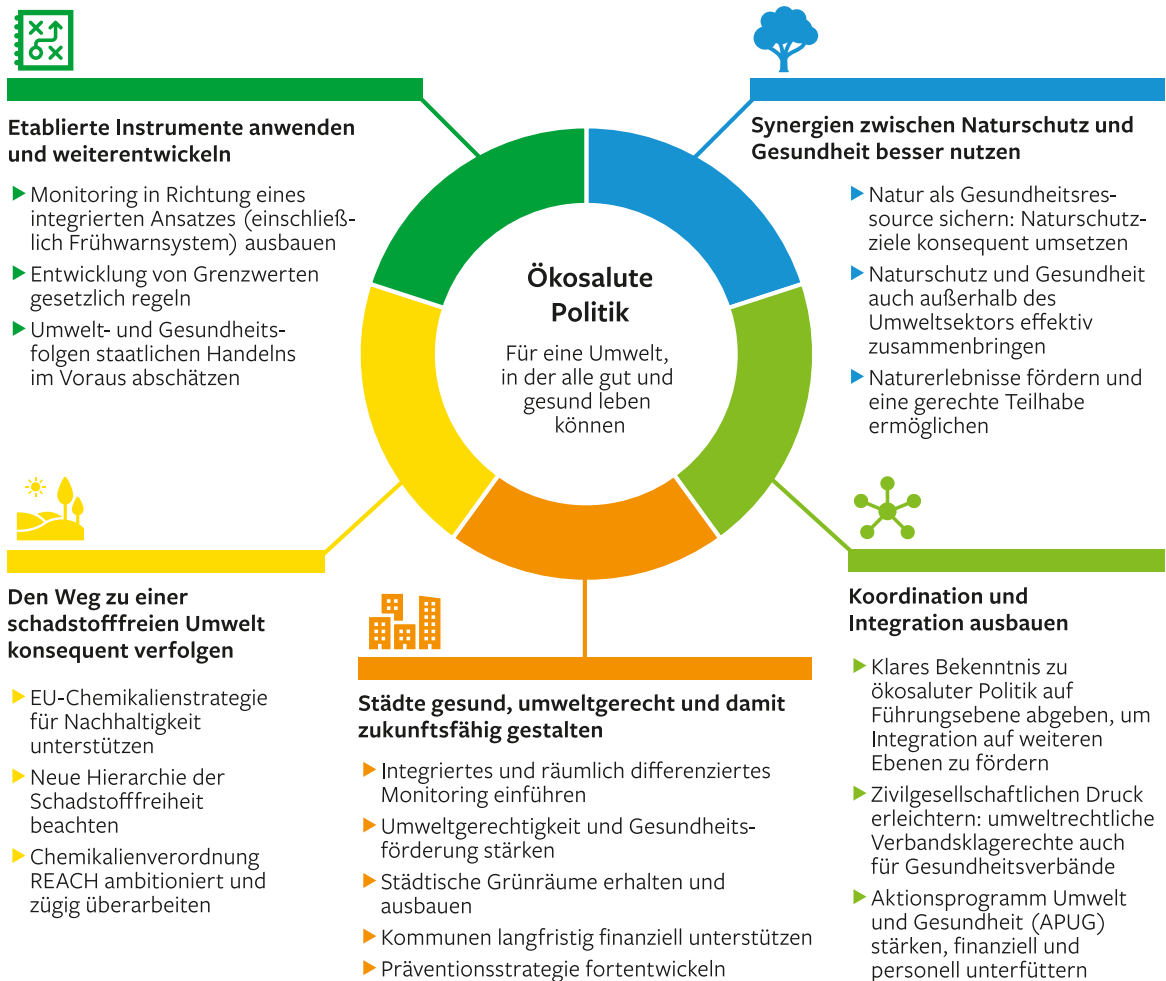 Etablierte Instrumente anwenden
und weiterentwickeln
▶ Monitoring in Richtung eines
integrierten Ansatzes (einschließ-
lich Frühwarnsystem) ausbauen
▶ Entwicklung von Grenzwerten
gesetzlich regeln
▶ Umwelt- und Gesundheits-
folgen staatlichen Handelns
im Voraus abschätzen
Ökosalute
Politik
Für eine Umwelt,
in der alle gut und
gesund leben
können
Synergien zwischen Naturschutz und
Gesundheit besser nutzen
▶ Natur als Gesundheitsres-
source sichern: Naturschutz-
ziele konsequent umsetzen
▶ Naturschutz und Gesundheit
auch außerhalb des
Umweltsektors effektiv
zusammenbringen
▶ Naturerlebnisse fördern und
eine gerechte Teilhabe
ermöglichen
Den Weg zu einer
schadstofffreien Umwelt
konsequent verfolgen
▶ EU-Chemikalienstrategie
für Nachhaltigkeit
unterstützen
▶ Neue Hierarchie der
Schadstofffreiheit
beachten
▶ Chemikalienverordnung
REACH ambitioniert und
zügig überarbeiten
Städte gesund, umweltgerecht und damit
zukunftsfähig gestalten
▶ Integriertes und räumlich differenziertes
Monitoring einführen
▶ Umweltgerechtigkeit und Gesundheits-
förderung stärken
▶ Städtische Grünräume erhalten und
ausbauen
▶ Kommunen langfristig finanziell unterstützen
▶ Präventionsstrategie fortentwickeln
Koordination und
Integration ausbauen
▶ Klares Bekenntnis zu
ökosaluter Politik auf
Führungsebene abgeben, um
Integration auf weiteren
Ebenen zu fördern
▶ Zivilgesellschaftlichen Druck
erleichtern: umweltrechtliche
Verbandsklagerechte auch
für Gesundheitsverbände
▶ Aktionsprogramm Umwelt
und Gesundheit (APUG)
stärken, finanziell und
personell unterfüttern